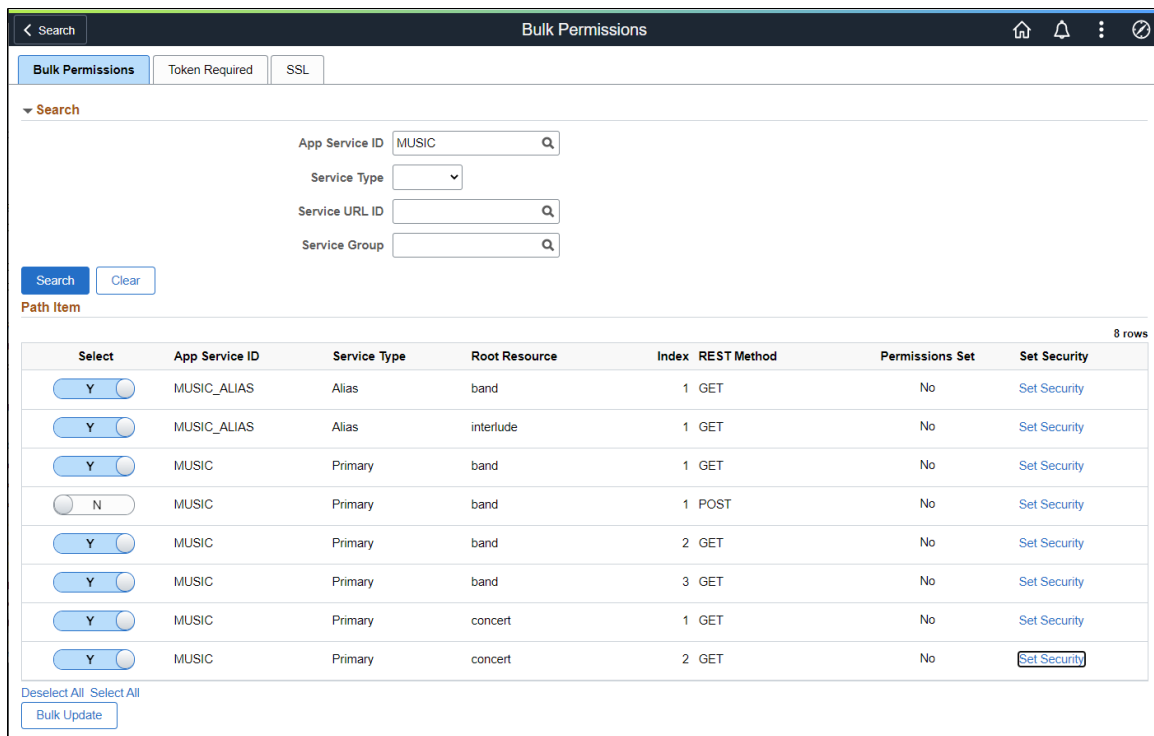 Search Bulk Permissions
Bulk Permissions Token Required SSL
Search
App Service ID MUSIC
Service Type
Service URL ID
Service Group
Search Clear
Path Item
8 rows
Select App Service ID Service Type Root Resource Index REST Method Permissions Set Set Security
Y MUSIC_ALIAS Alias band 1 GET No Set Security
Y MUSIC_ALIAS Alias interlude 1 GET No Set Security
Y MUSIC Primary band 1 GET No Set Security
N MUSIC Primary band 1 POST No Set Security
Y MUSIC Primary band 2 GET No Set Security
Y MUSIC Primary band 3 GET No Set Security
Y MUSIC Primary concert 1 GET No Set Security
Y MUSIC Primary concert 2 GET No Set Security
Deselect All Select All
Bulk Update